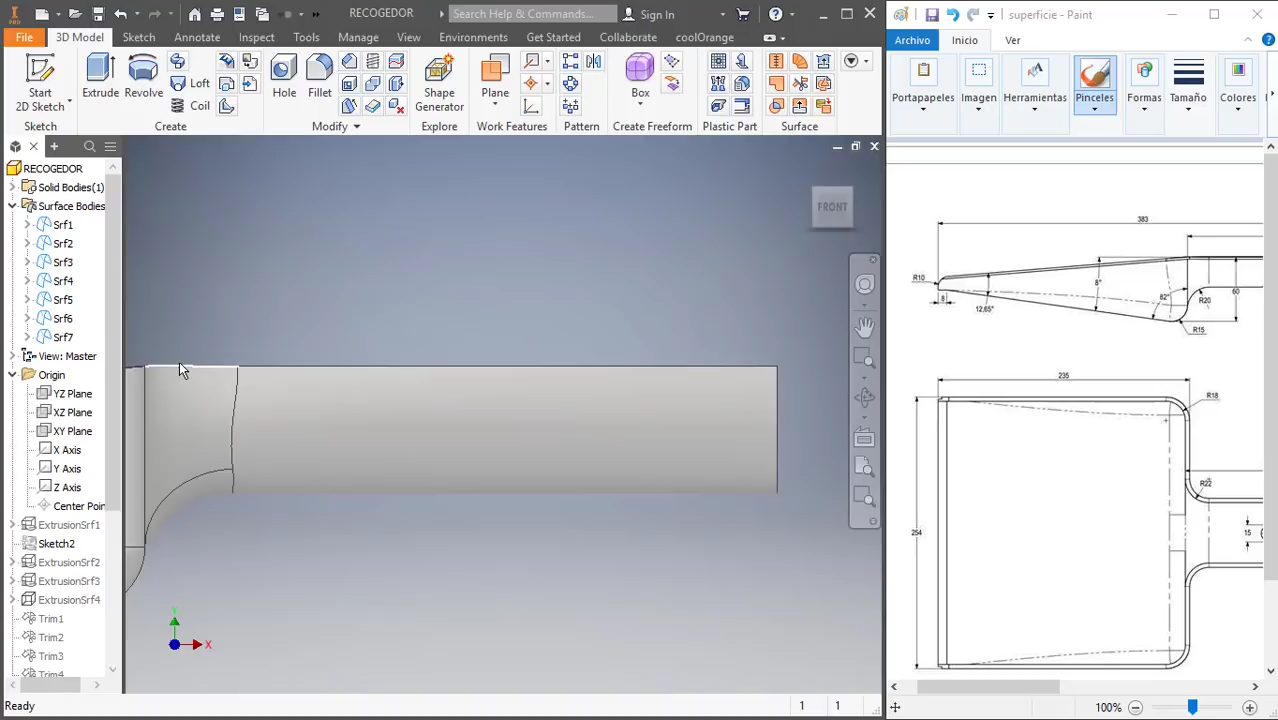 RECOGEDOR
Search Help & Commands...
Sign In
File
3D Model
Sketch
Annotate
Inspect
Tools
Manage
View
Environments
Get Started
Collaborate
coolOrange
Start
2D Sketch
Extrude
Revolve
Loft
Coil
Hole
Fillet
Shape
Generator
Plane
Box
Sketch
Create
Modify
Explore
Work Features
Pattern
Create Freeform
Plastic Part
Surface
RECOGEDOR
Solid Bodies(1)
Surface Bodies
Srf1
Srf2
Srf3
Srf4
Srf5
Srf6
Srf7
View: Master
Origin
YZ Plane
XZ Plane
XY Plane
X Axis
Y Axis
Z Axis
Center Poin
ExtrusionSrf1
Sketch2
ExtrusionSrf2
ExtrusionSrf3
ExtrusionSrf4
Trim1
Trim2
Trim3
Trim4
FRONT
Y
X
Ready
1
1
superficie - Paint
Archivo
Inicio
Ver
Portapapeles
Imagen
Herramientas
Pinceles
Formas
Tamaño
Colores
383
R10
8
12,65°
8°
82°
R20
60
R15
235
R18
254
R22
15
100%